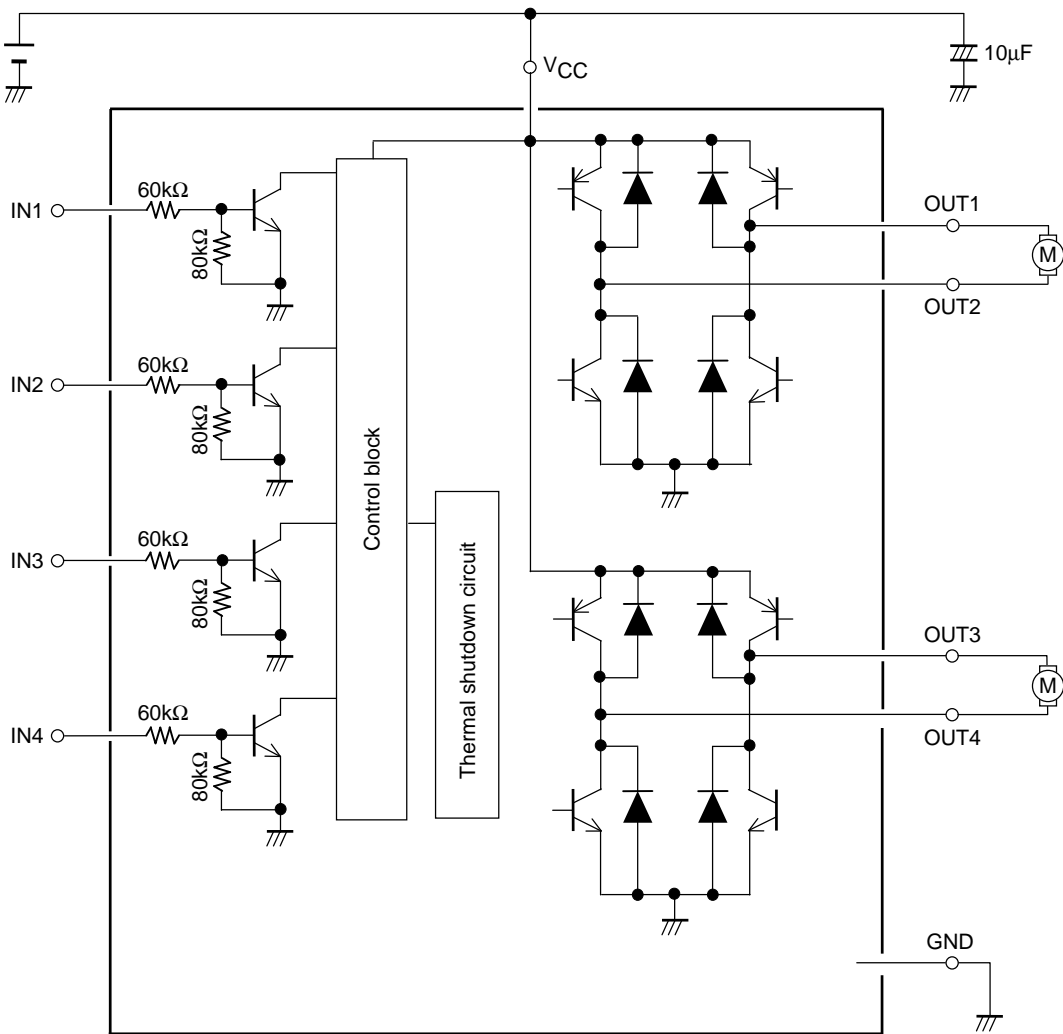 VCC
10μF
60kΩ
IN1
80kΩ
OUT1
M
OUT2
60kΩ
IN2
80kΩ
Control block
Thermal shutdown circuit
60kΩ
IN3
80kΩ
OUT3
M
OUT4
60kΩ
IN4
80kΩ
GND